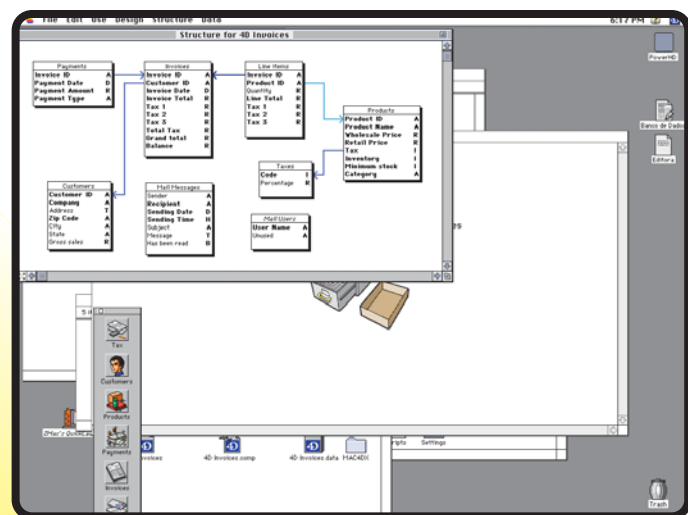 File Edit Use Design Structure Data
6:17 PM
Structure for 4D Invoices
Payments
Invoice ID A
Payment Date D
Payment Amount R
Payment Type A
Invoices
Invoice ID A
Customer ID A
Invoice Date D
Invoice Total R
Tax 1 R
Tax 2 R
Tax 3 R
Total Tax R
Grand total R
Balance R
Line Items
Invoice ID A
Product ID A
Quantity R
Line Total R
Tax 1 R
Tax 2 R
Tax 3 R
Products
Product ID A
Product Name A
Wholesale Price R
Retail Price R
Tax I
Inventory I
Minimum stock I
Category A
Taxes
Code I
Percentage R
Customers
Customer ID A
Company A
Address T
Zip Code A
City A
State A
Gross sales R
Mail Messages
Sender A
Recipient A
Sending Date D
Sending Time H
Subject A
Message T
Has been read B
Mail Users
User Name A
Unused A
PowerHD
Banco de Dados
Editora
es
5 it
Tax
Customers
Products
Payments
Invoices
nvoices
4D Invoices.comp
4D Invoices.data
MAC4DX
ripts
Settings
Trash